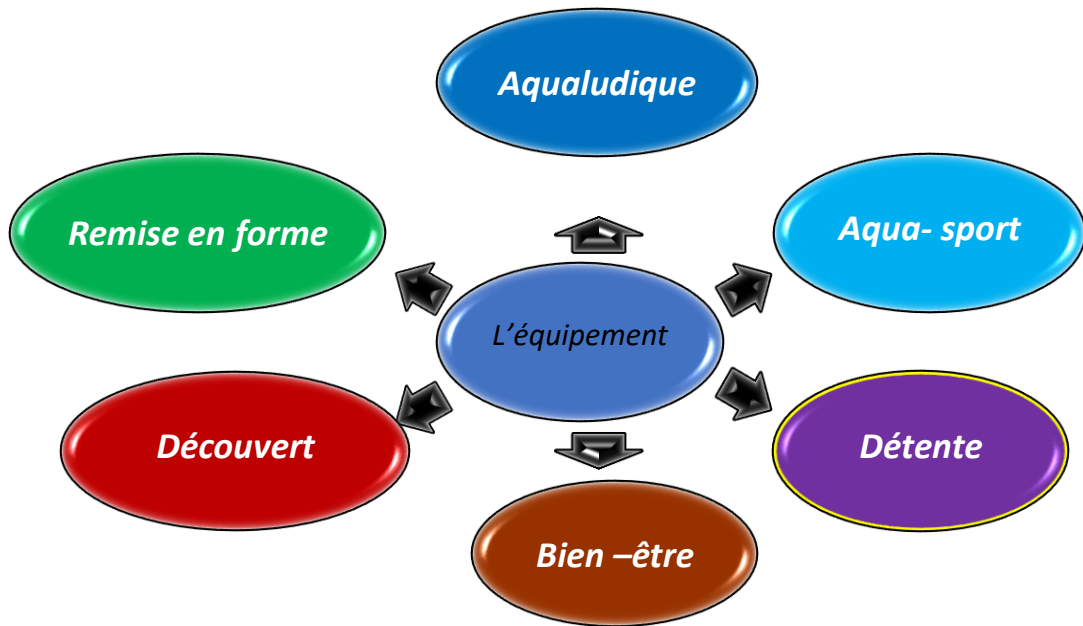 Aqualudique
Remise en forme
Aqua- sport
L’équipement
Découvert
Détente
Bien –être